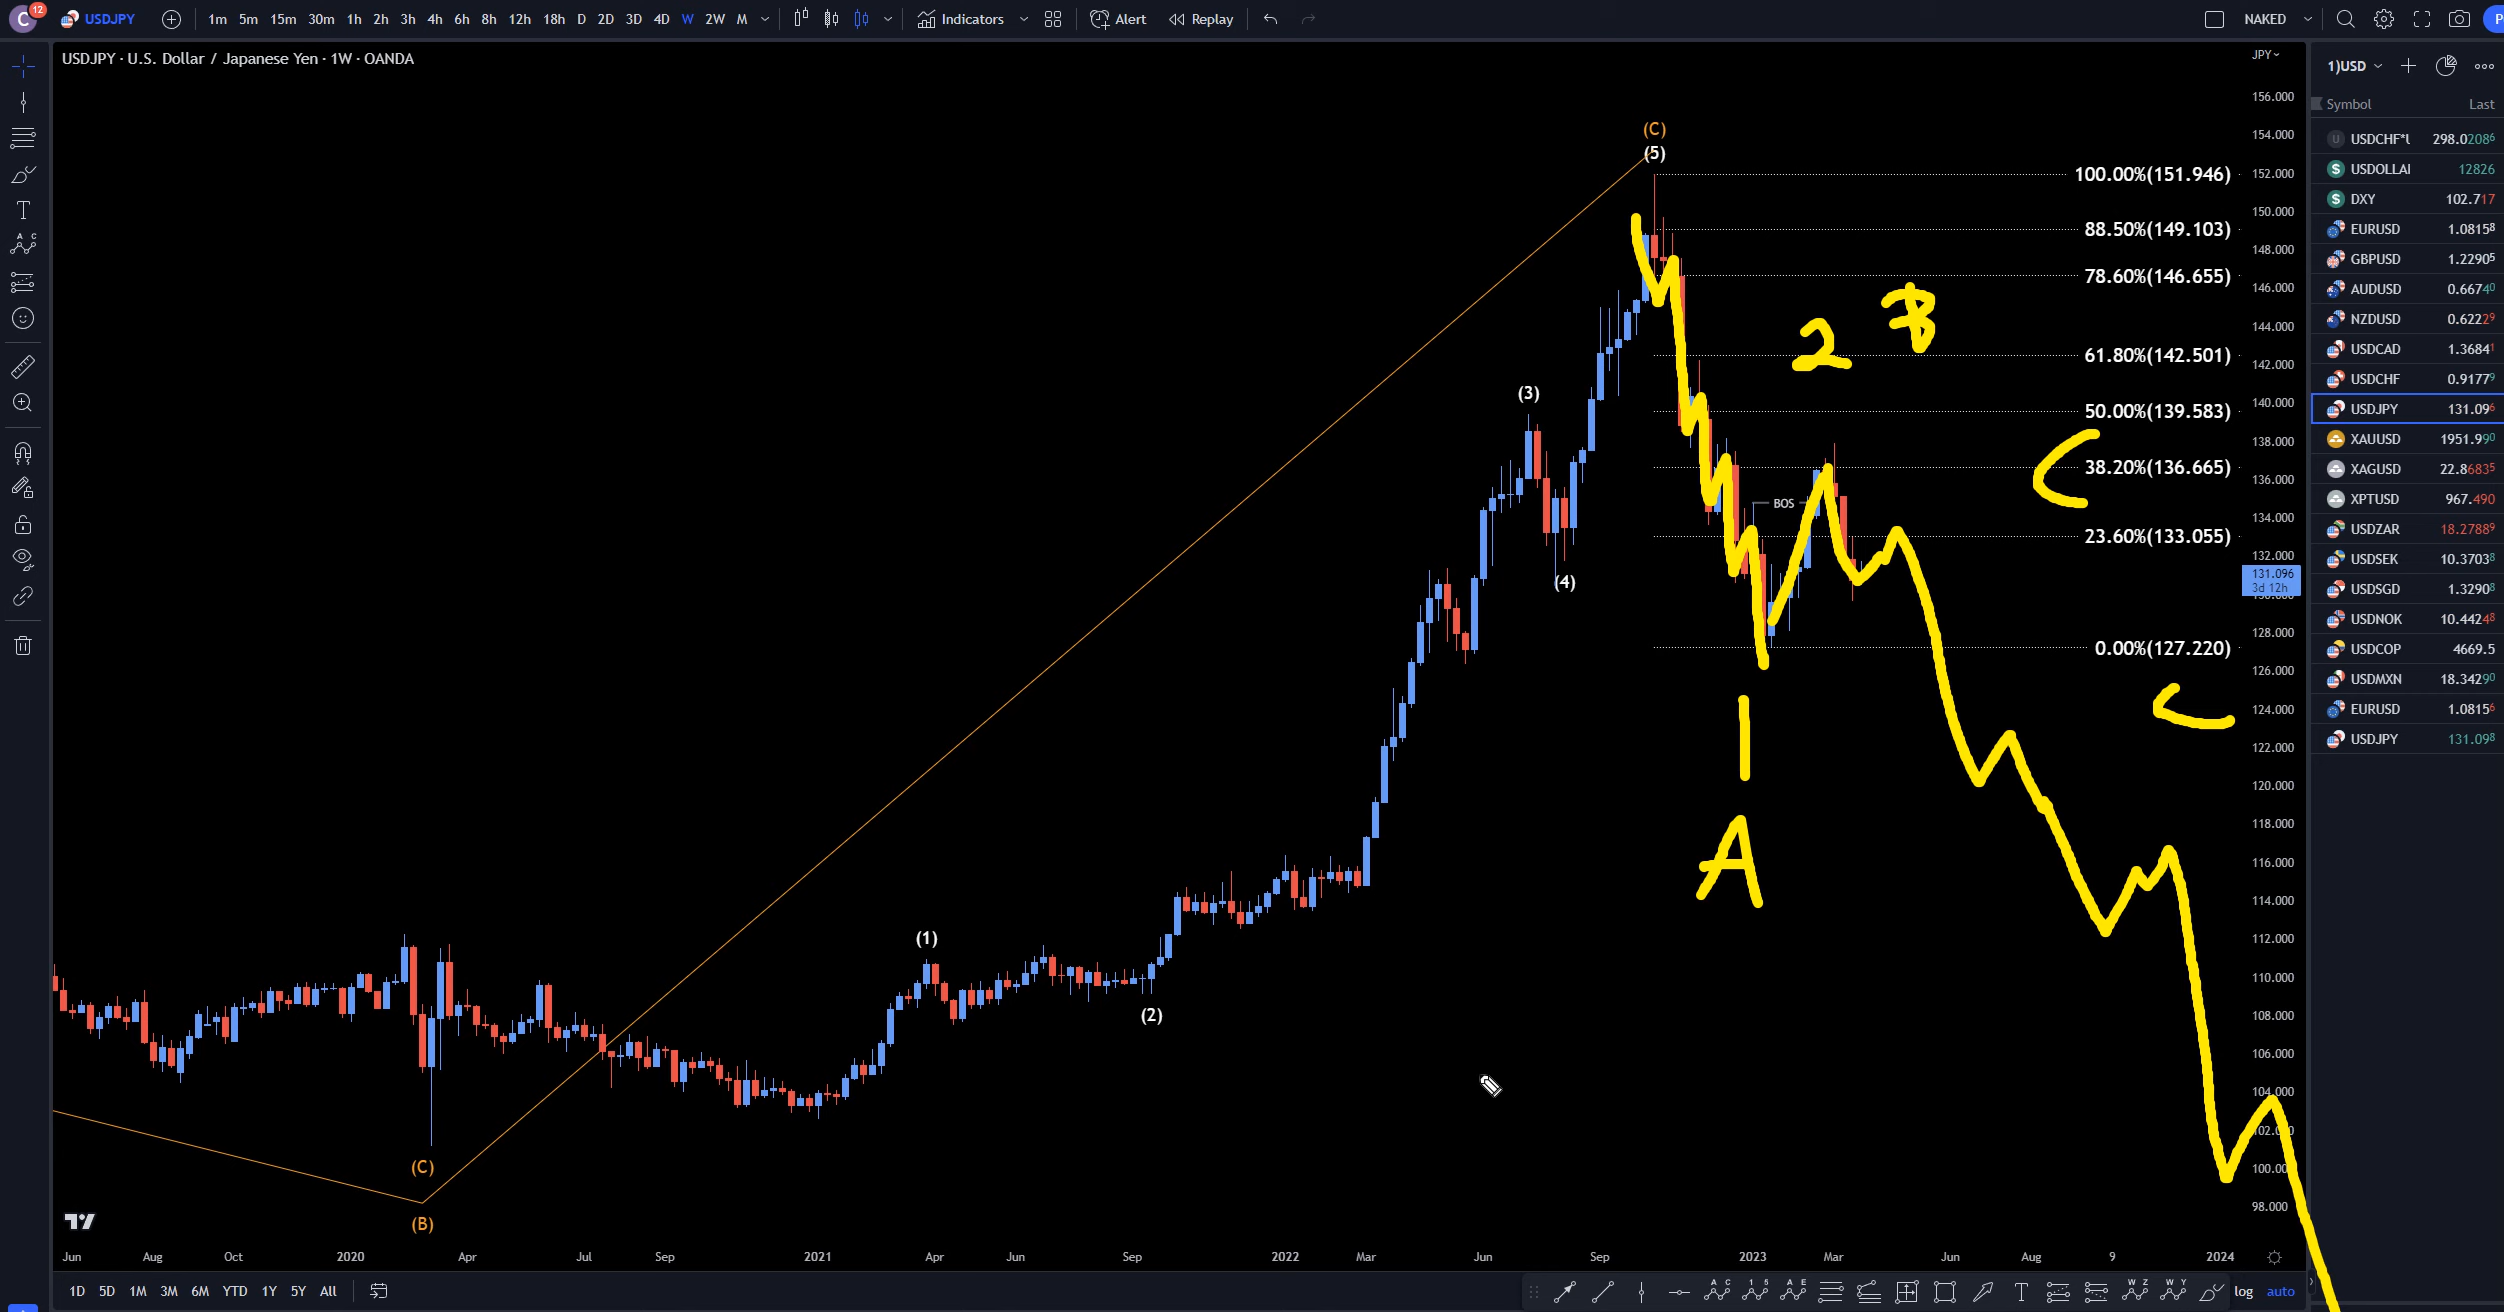 C 12 USDJPY 1m 5m 15m 30m 1h 2h 3h 4h 6h 8h 12h 18h D 2D 3D 4D W 2W M Indicators Alert Replay NAKED
USDJPY · U.S. Dollar / Japanese Yen · 1W · OANDA
JPY
1)USD
Symbol Last
USDCHF*U 298.02086
USDOLLAR 12826
DXY 102.717
EURUSD 1.08158
GBPUSD 1.22905
AUDUSD 0.66740
NZDUSD 0.62229
USDCAD 1.36841
USDCHF 0.91779
USDJPY 131.096
XAUUSD 1951.990
XAGUSD 22.86835
XPTUSD 967.490
USDZAR 18.27889
USDSEK 10.37038
USDSGD 1.32908
USDNOK 10.44248
USDCOP 4669.5
USDMXN 18.34290
EURUSD 1.08156
USDJPY 131.098
156.000
154.000
152.000
150.000
148.000
146.000
144.000
142.000
140.000
138.000
136.000
134.000
132.000
131.096
3d 12h
128.000
126.000
124.000
122.000
120.000
118.000
116.000
114.000
112.000
110.000
108.000
106.000
104.000
100.00
98.000
(C)
(5)
100.00%(151.946)
88.50%(149.103)
78.60%(146.655)
61.80%(142.501)
50.00%(139.583)
38.20%(136.665)
23.60%(133.055)
0.00%(127.220)
2 B
C
BOS
(3)
(4)
C
1
A
(1)
(2)
(C)
(B)
Jun Aug Oct 2020 Apr Jul Sep 2021 Apr Jun Sep 2022 Mar Jun Sep 2023 Mar Jun Aug 9 2024
1D 5D 1M 3M 6M YTD 1Y 5Y All
log auto